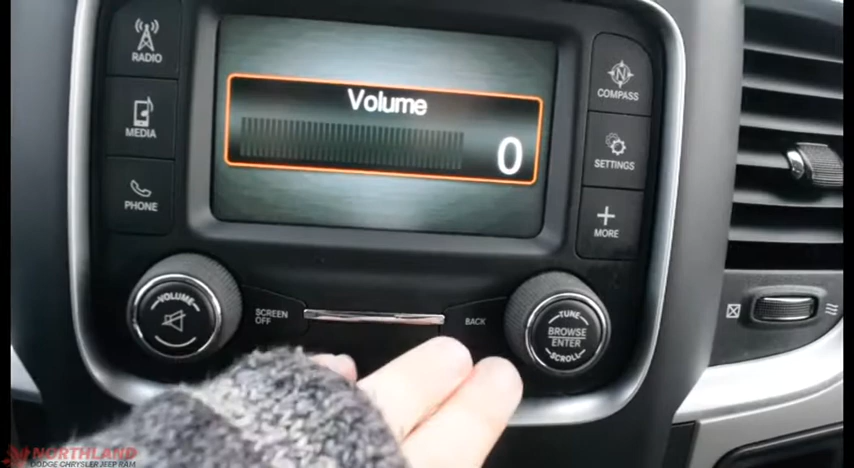 RADIO
MEDIA
PHONE
Volume
0
N
COMPASS
SETTINGS
MORE
VOLUME
SCREEN
OFF
BACK
TUNE
BROWSE
ENTER
SCROLL
NORTHLAND
DODGE CHRYSLER JEEP RAM